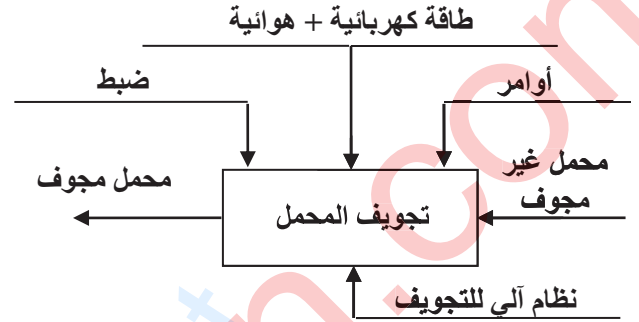 طاقة كهربائية + هوائية
أوامر
ضبط
محمل غير
مجوف
محمل مجوف
تجويف المحمل
نظام آلي للتجويف